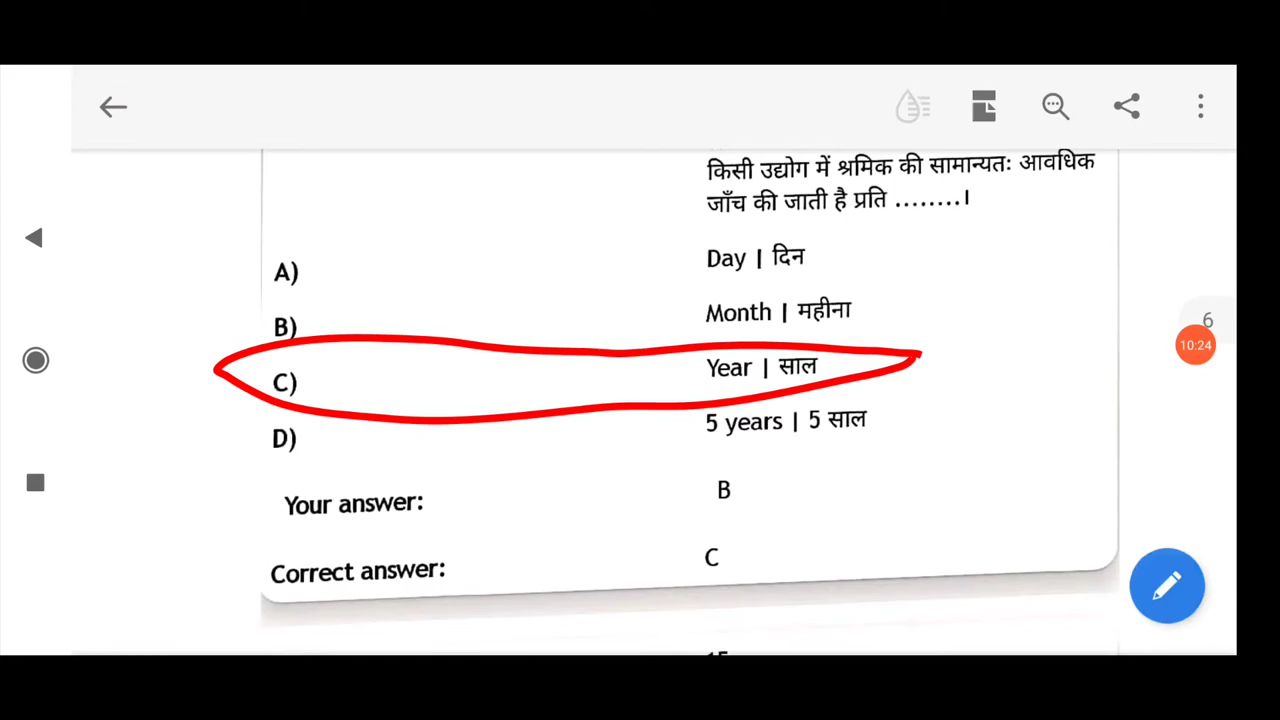 किसी उद्योग में श्रमिक की सामान्यतः आवधिक
जाँच की जाती है प्रति ........।
A) Day | दिन
B) Month | महीना
C) Year | साल
D) 5 years | 5 साल
Your answer: B
Correct answer: C
6
10:24